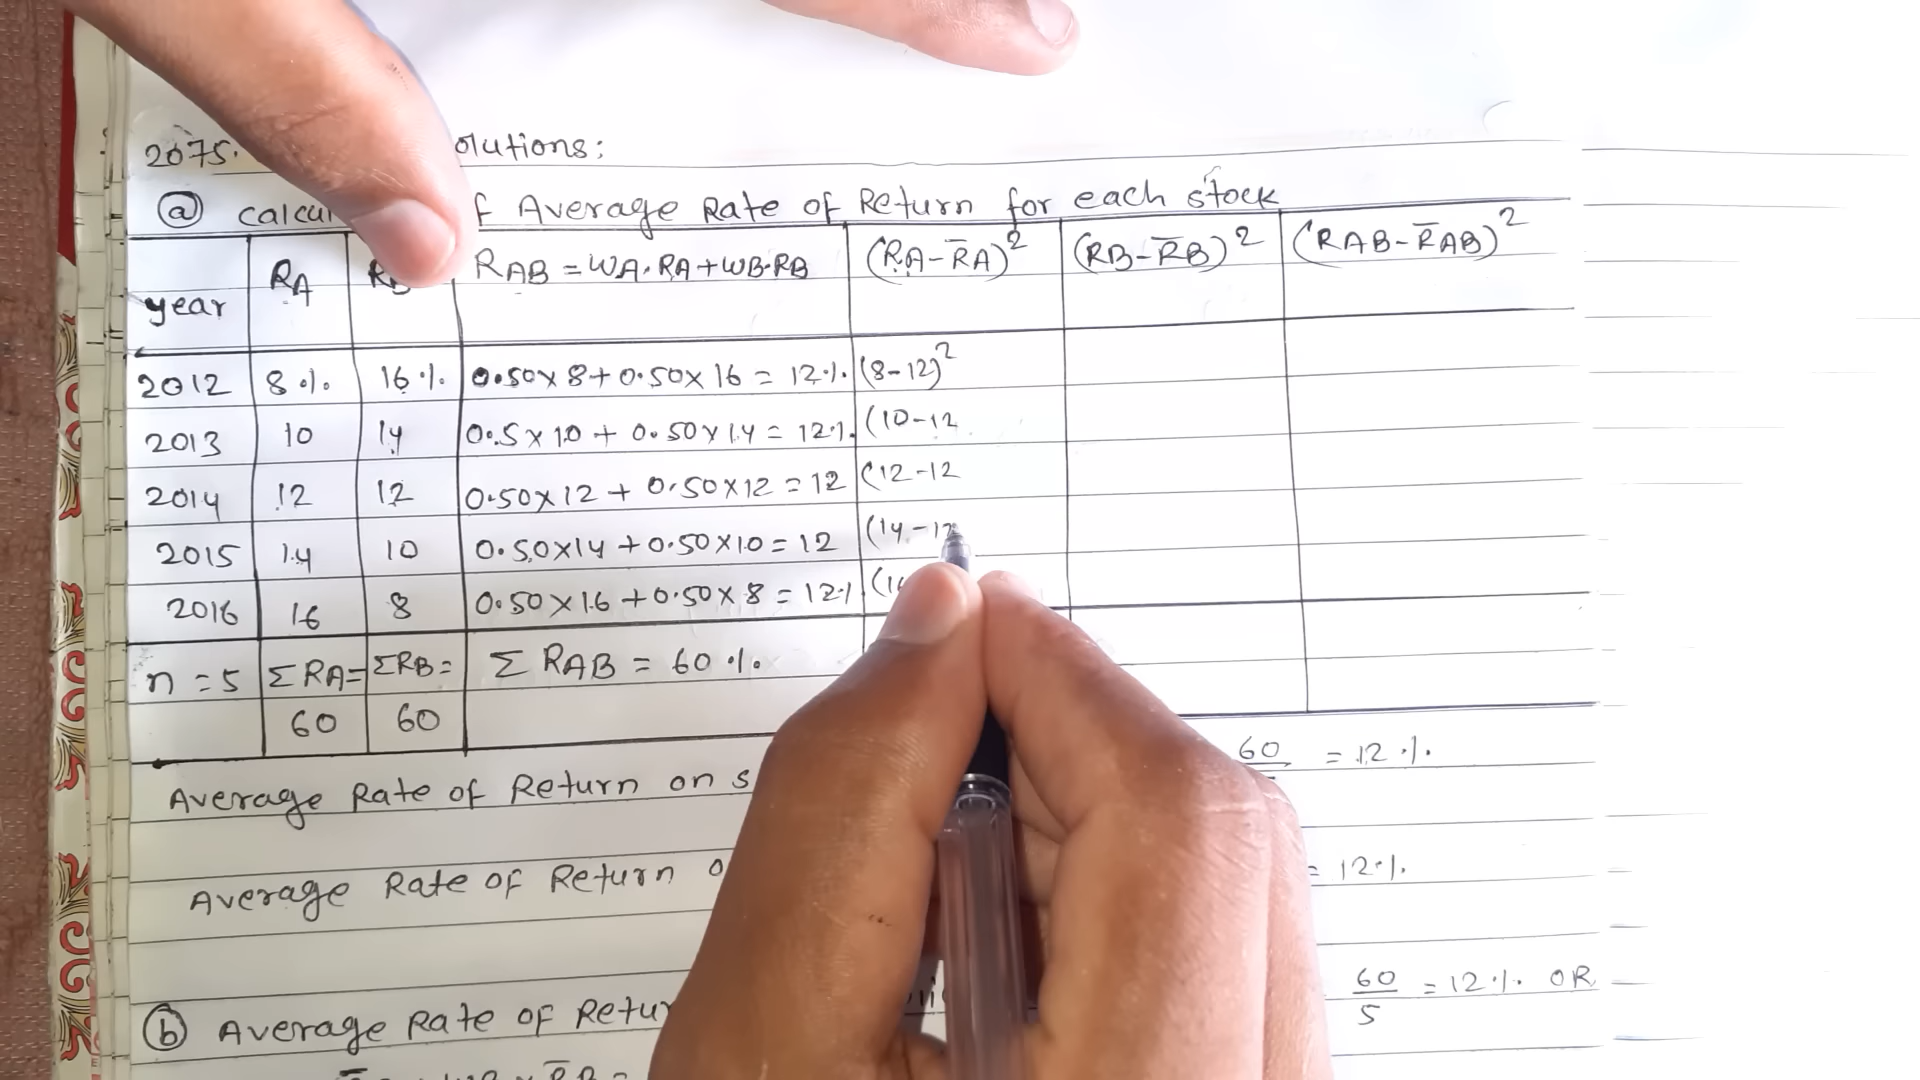 2075. olutions:
ⓐ calcul f Average Rate of Return for each stock
year RA RB RAB = WA.RA+WB.RB (RA-R̅A)² (RB-R̅B)² (RAB-R̅AB)²
2012 8% 16% 0.50x8+0.50x16 = 12% (8-12)²
2013 10 14 0.5x10 + 0.50x14 = 12% (10-12
2014 12 12 0.50x12 + 0.50x12 = 12 (12-12
2015 14 10 0.50x14+0.50x10 = 12 (14-12
2016 16 8 0.50x16+0.50x8 = 12% (1
n = 5 ΣRA= ΣRB= Σ RAB = 60%
60 60
Average Rate of Return on s 60 = 12%
Average Rate of Return o = 12%
ⓑ Average Rate of Retur 60/5 = 12% OR